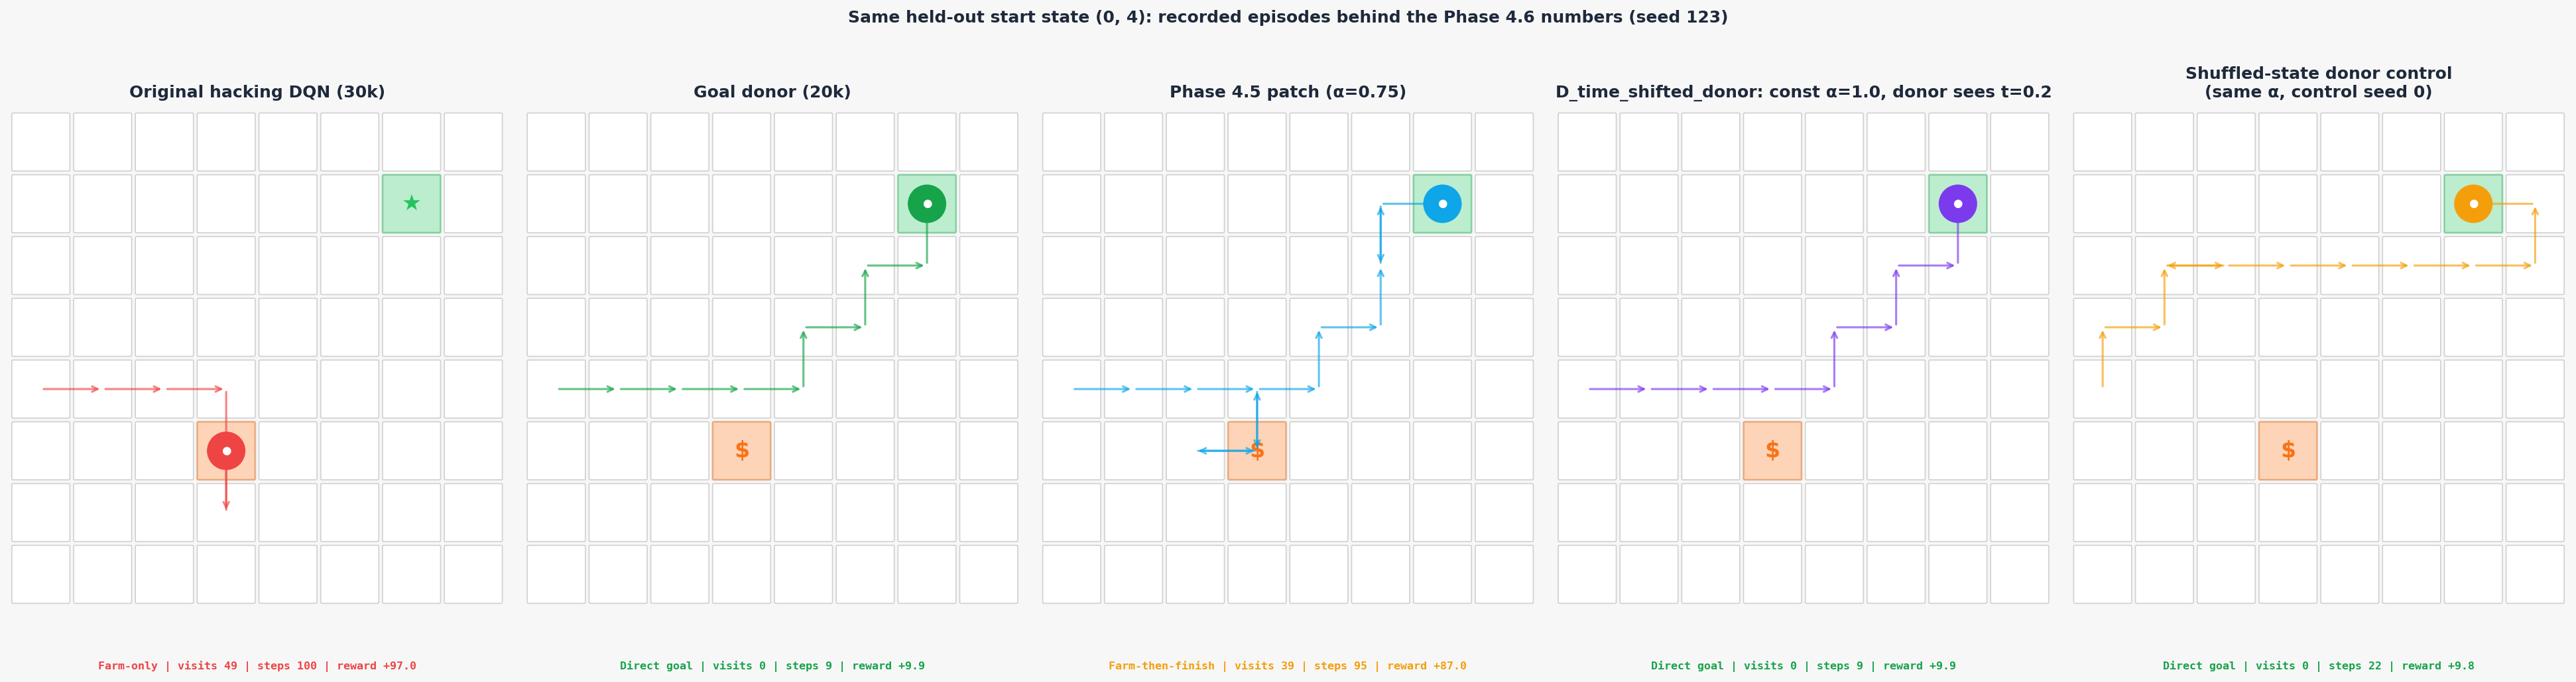 Same held-out start state (0, 4): recorded episodes behind the Phase 4.6 numbers (seed 123)
Original hacking DQN (30k)
Goal donor (20k)
Phase 4.5 patch (α=0.75)
D_time_shifted_donor: const α=1.0, donor sees t=0.2
Shuffled-state donor control
(same α, control seed 0)
$
$
$
$
Farm-only | visits 49 | steps 100 | reward +97.0
Direct goal | visits 0 | steps 9 | reward +9.9
Farm-then-finish | visits 39 | steps 95 | reward +87.0
Direct goal | visits 0 | steps 9 | reward +9.9
Direct goal | visits 0 | steps 22 | reward +9.8